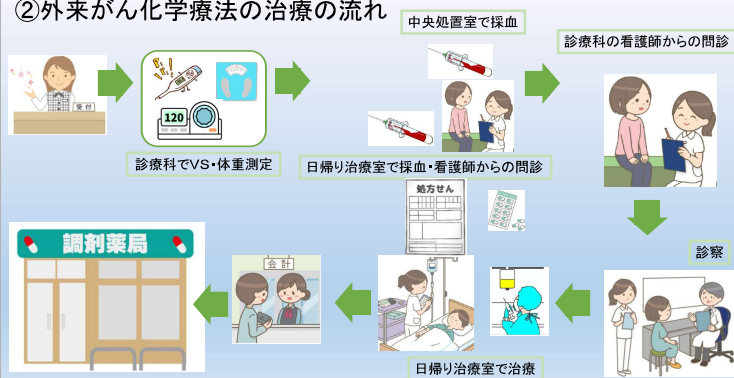 ②外来がん化学療法の治療の流れ
中央処置室で採血
診療科の看護師からの問診
受付
120
診療科でVS・体重測定
日帰り治療室で採血・看護師からの問診
処方せん
診察
調剤薬局
会計
日帰り治療室で治療